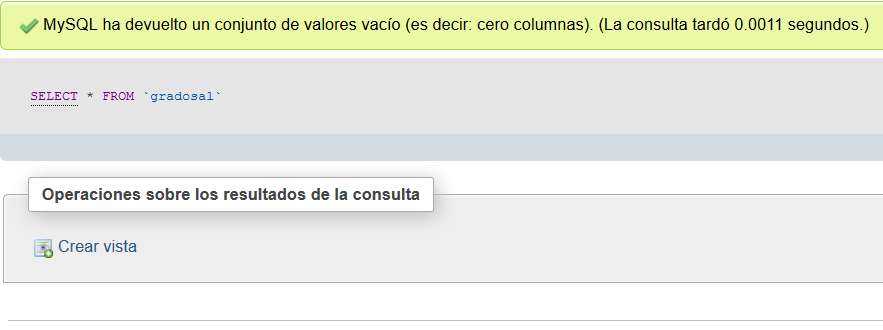 MySQL ha devuelto un conjunto de valores vacío (es decir: cero columnas). (La consulta tardó 0.0011 segundos.)
SELECT * FROM `gradosal`
Operaciones sobre los resultados de la consulta
Crear vista